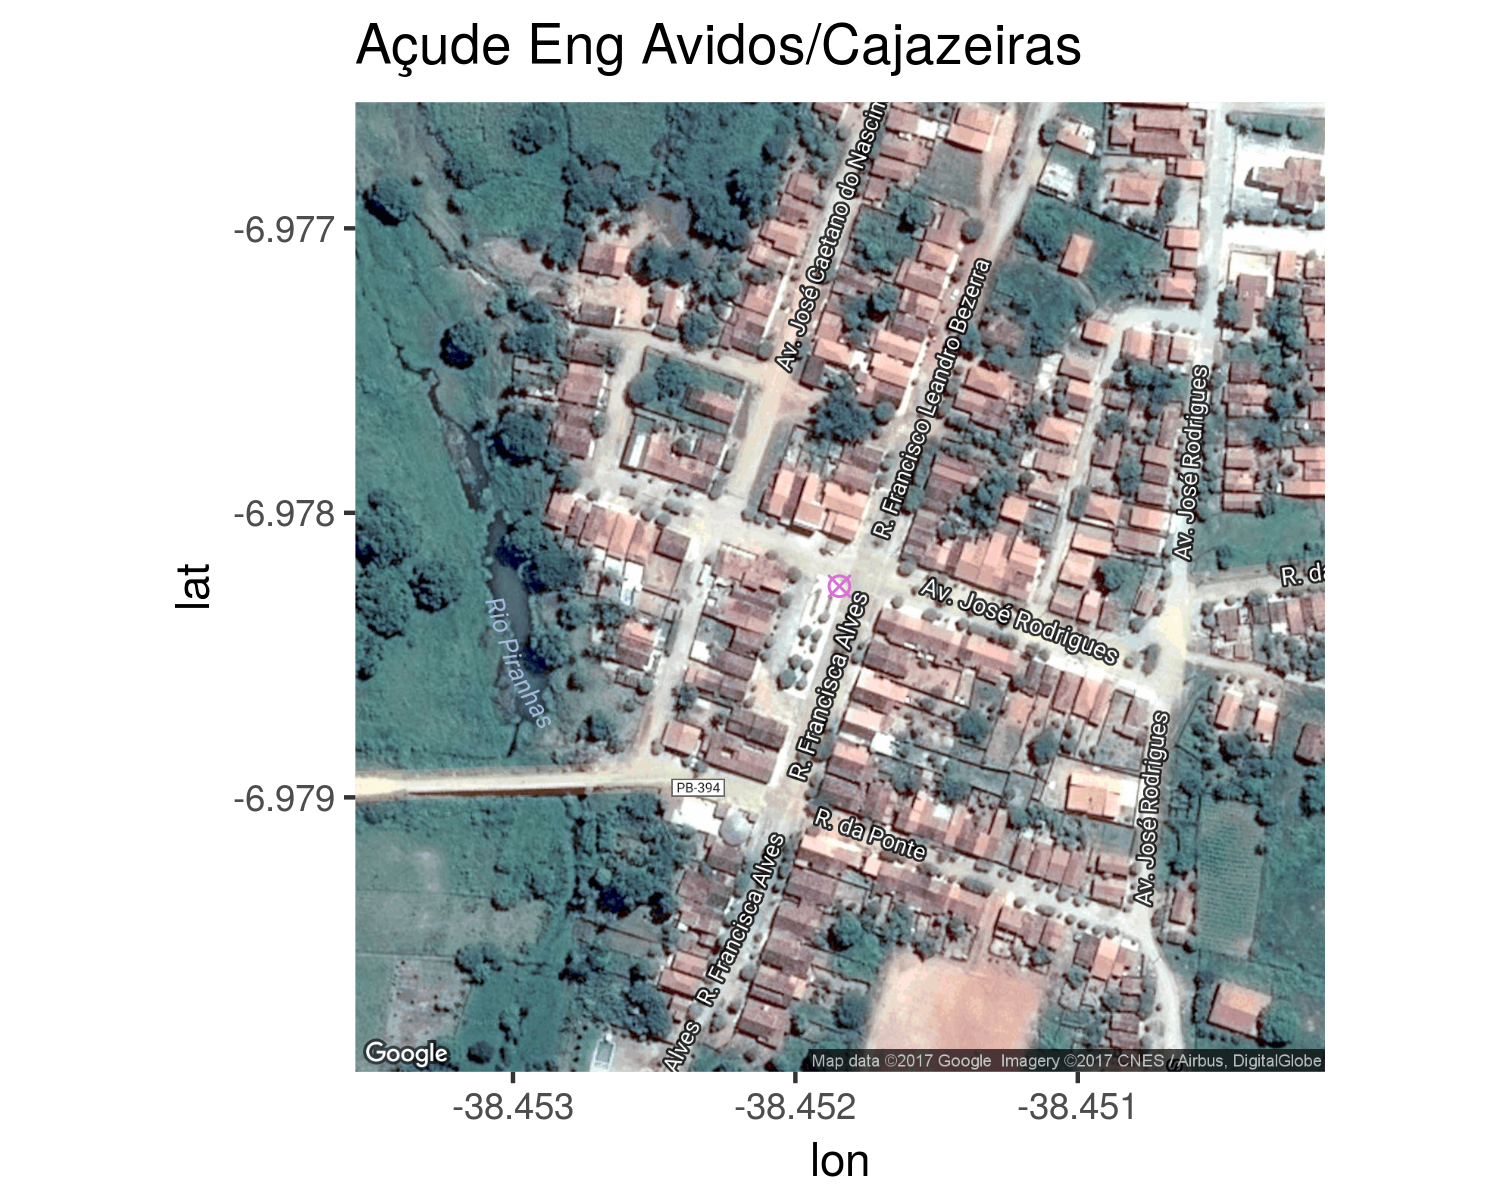 Açude Eng Avidos/Cajazeiras
Av. José Caetano do Nascim
-6.977
R. Francisco Leandro Bezerra
Av. José Rodrigues
-6.978
lat
R. da
Av. José Rodrigues
Rio Piranhas
R. Francisca Alves
Av. José Rodrigues
-6.979
PB-394
R. da Ponte
R. Francisca Alves
Alves
Google
Map data ©2017 Google Imagery ©2017 CNES / Airbus, DigitalGlobe
-38.453
-38.452
-38.451
lon